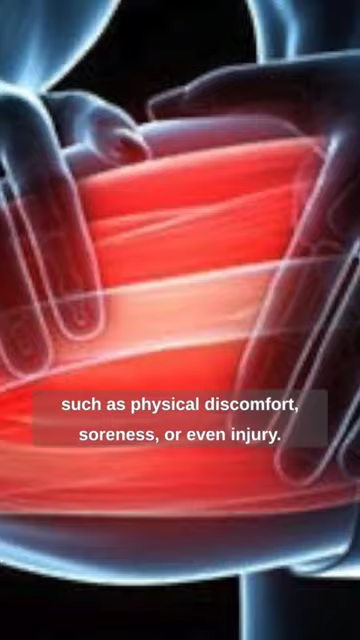 such as physical discomfort,
soreness, or even injury.